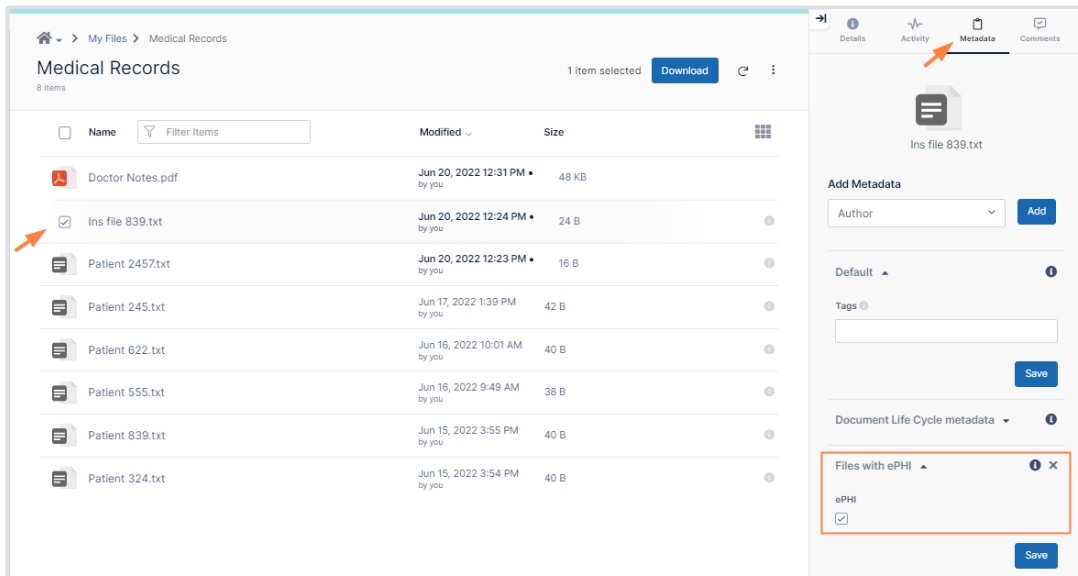 My Files
Medical Records
Medical Records
8 items
1 item selected
Download
Name
Filter Items
Modified
Size
Doctor Notes.pdf
Jun 20, 2022 12:31 PM •
by you
48 KB
Ins file 839.txt
Jun 20, 2022 12:24 PM •
by you
24 B
Patient 2457.txt
Jun 20, 2022 12:23 PM •
by you
16 B
Patient 245.txt
Jun 17, 2022 1:39 PM
by you
42 B
Patient 622.txt
Jun 16, 2022 10:01 AM
by you
40 B
Patient 555.txt
Jun 16, 2022 9:49 AM
by you
38 B
Patient 839.txt
Jun 15, 2022 3:55 PM
by you
40 B
Patient 324.txt
Jun 15, 2022 3:54 PM
by you
40 B
Details
Activity
Metadata
Comments
Ins file 839.txt
Add Metadata
Author
Add
Default
Tags
Save
Document Life Cycle metadata
Files with ePHI
ePHI
Save